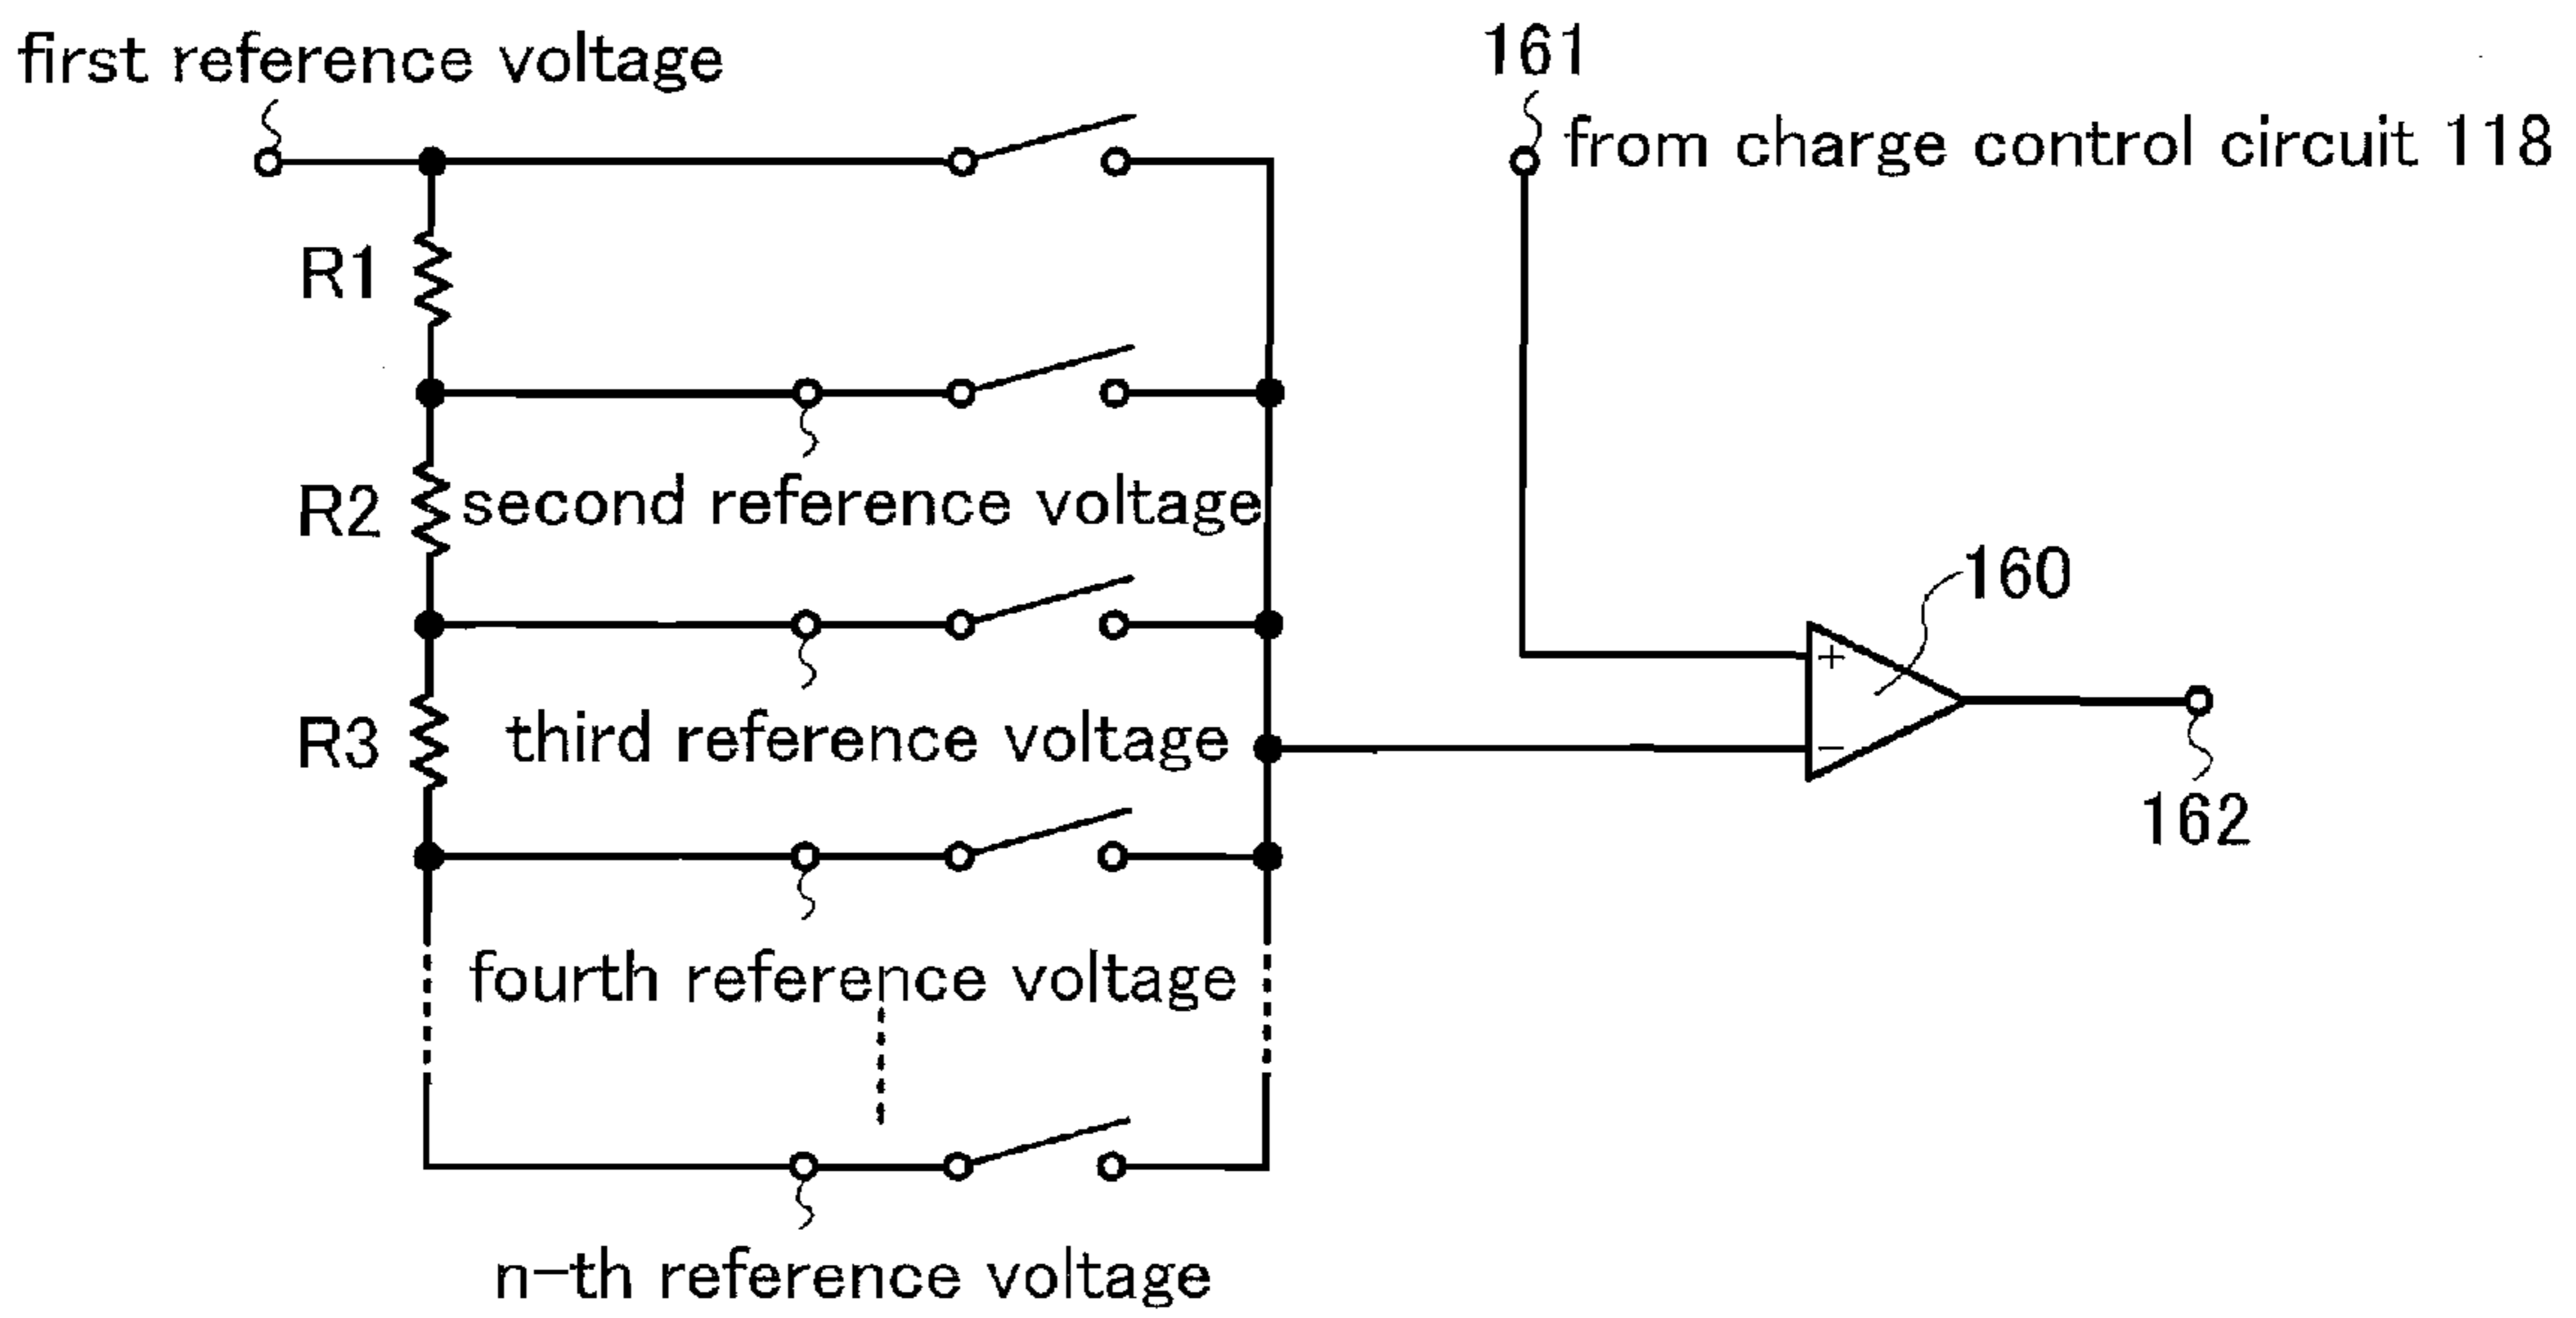 first reference voltage
161
from charge control circuit 118
R1
R2
second reference voltage
160
+
R3
third reference voltage
−
162
fourth reference voltage
n-th reference voltage